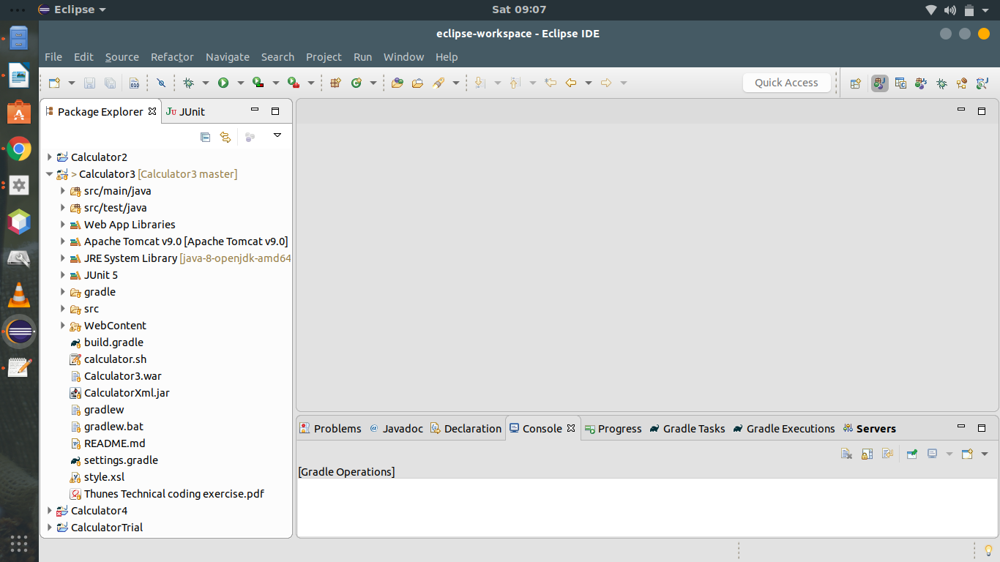 Eclipse
Sat 09:07
eclipse-workspace - Eclipse IDE
File Edit Source Refactor Navigate Search Project Run Window Help
Quick Access
Package Explorer
JUnit
Calculator2
> Calculator3 [Calculator3 master]
src/main/java
src/test/java
Web App Libraries
Apache Tomcat v9.0 [Apache Tomcat v9.0]
JRE System Library [java-8-openjdk-amd64
JUnit 5
gradle
src
WebContent
build.gradle
calculator.sh
Calculator3.war
CalculatorXml.jar
gradlew
gradlew.bat
README.md
settings.gradle
style.xsl
Thunes Technical coding exercise.pdf
Calculator4
CalculatorTrial
Problems @ Javadoc Declaration Console Progress Gradle Tasks Gradle Executions Servers
[Gradle Operations]